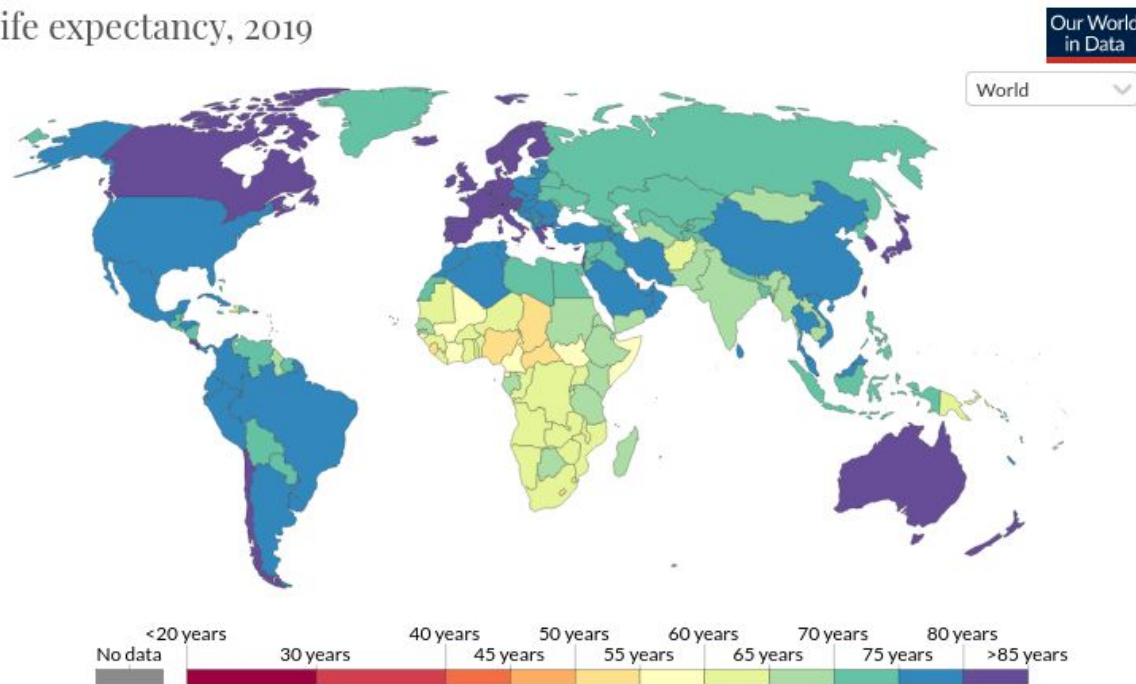 ife expectancy, 2019
Our World
in Data
World
<20 years
40 years
50 years
60 years
70 years
80 years
No data
30 years
45 years
55 years
65 years
75 years
>85 years